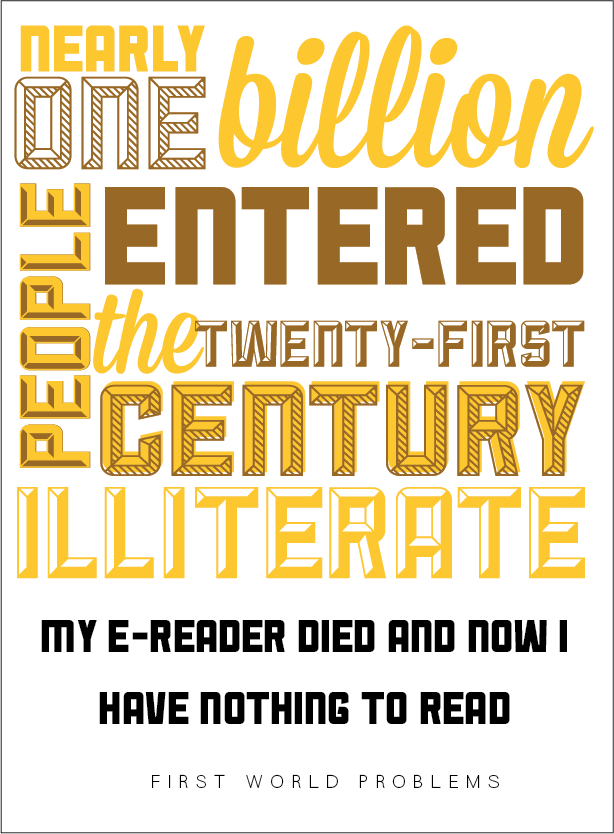 NEARLY
ONE billion
PEOPLE
ENTERED
the TWENTY-FIRST
CENTURY
ILLITERATE
MY E-READER DIED AND NOW I
HAVE NOTHING TO READ
FIRST WORLD PROBLEMS